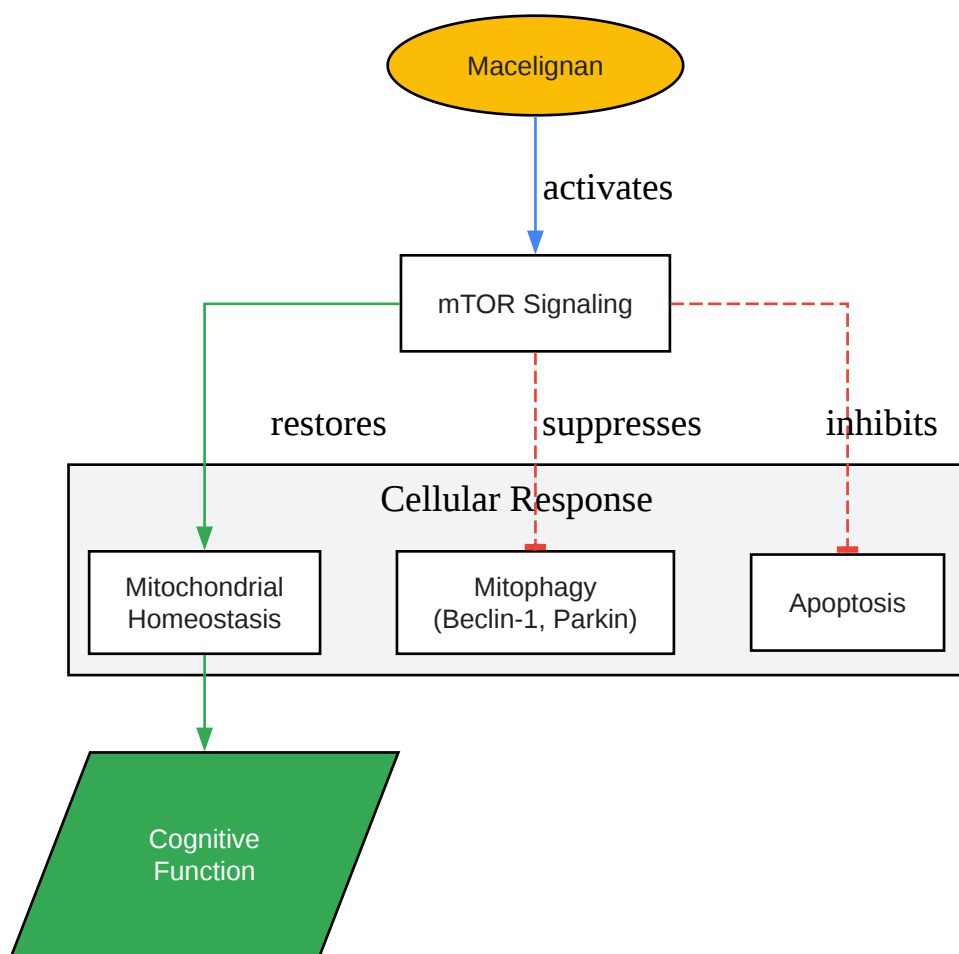 Macelignan
activates
mTOR Signaling
restores
suppresses
inhibits
Cellular Response
Mitochondrial
Homeostasis
Mitophagy
(Beclin-1, Parkin)
Apoptosis
Cognitive
Function